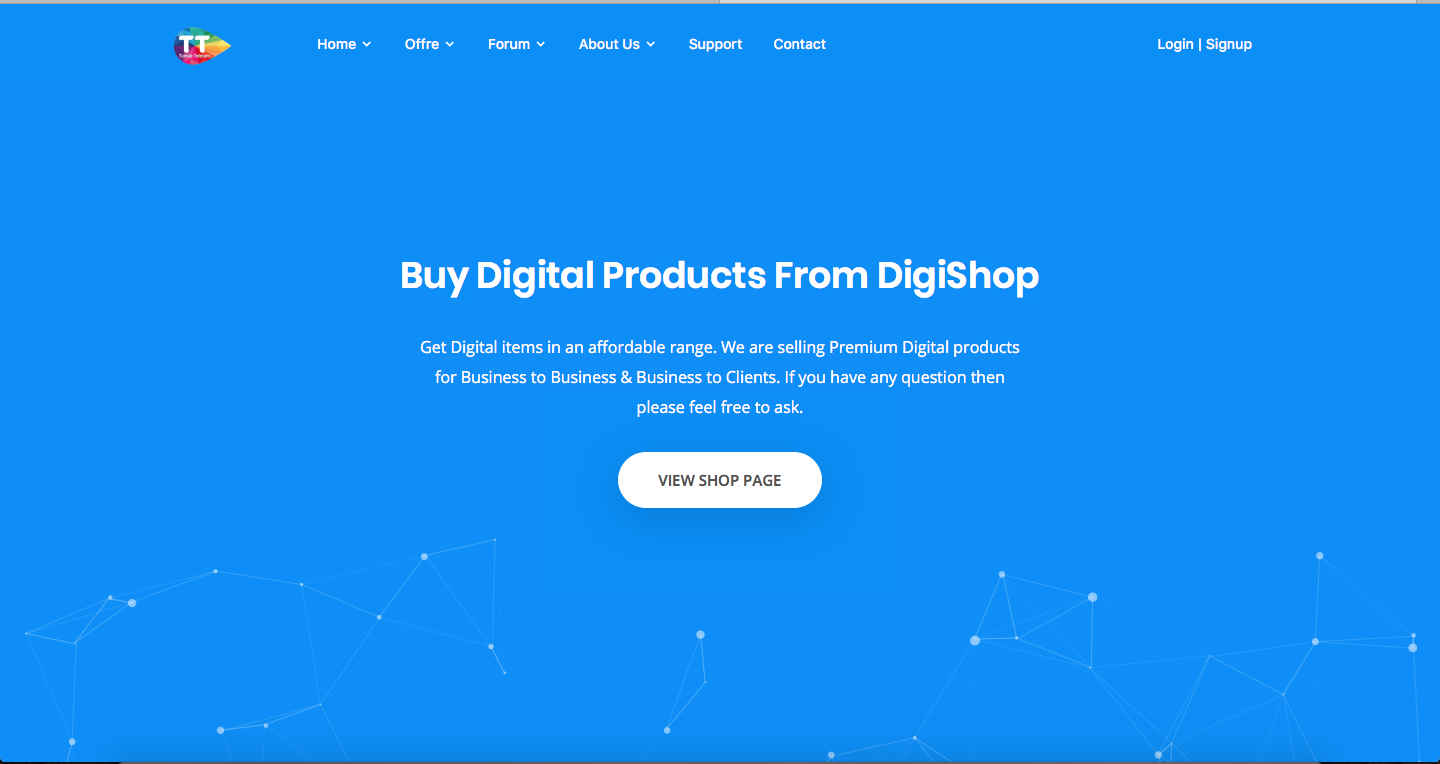 TT
Home
Offre
Forum
About Us
Support
Contact
Login | Signup
Buy Digital Products From DigiShop
Get Digital items in an affordable range. We are selling Premium Digital products
for Business to Business & Business to Clients. If you have any question then
please feel free to ask.
VIEW SHOP PAGE